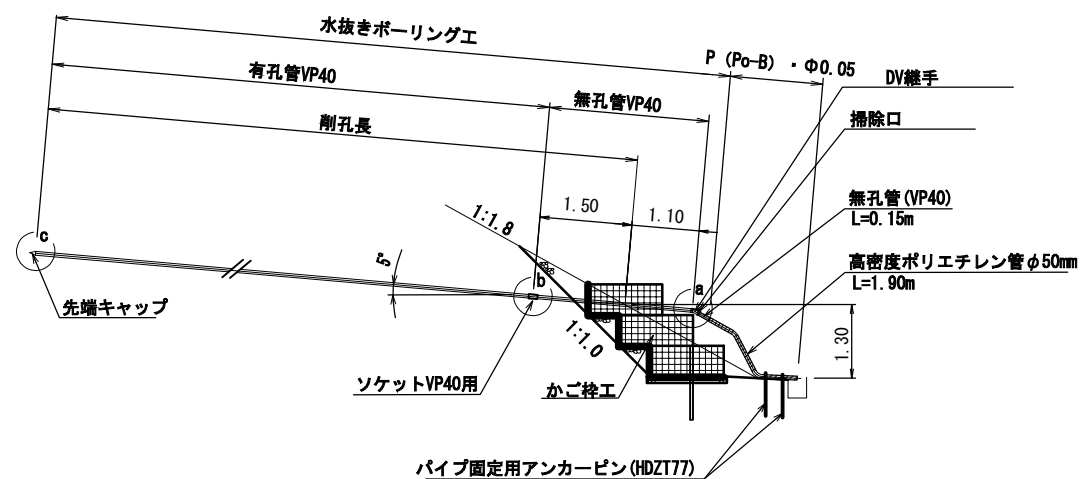 水抜きボーリング工
P (Po-B) ・Φ0.05
DV継手
有孔管VP40
無孔管VP40
掃除口
削孔長
無孔管(VP40)
L=0.15m
1:1.8
1.50
1.10
c
5°
高密度ポリエチレン管φ50mm
L=1.90m
先端キャップ
b
a
1:1.0
1.30
ソケットVP40用
かご枠工
パイプ固定用アンカーピン(HDZT77)